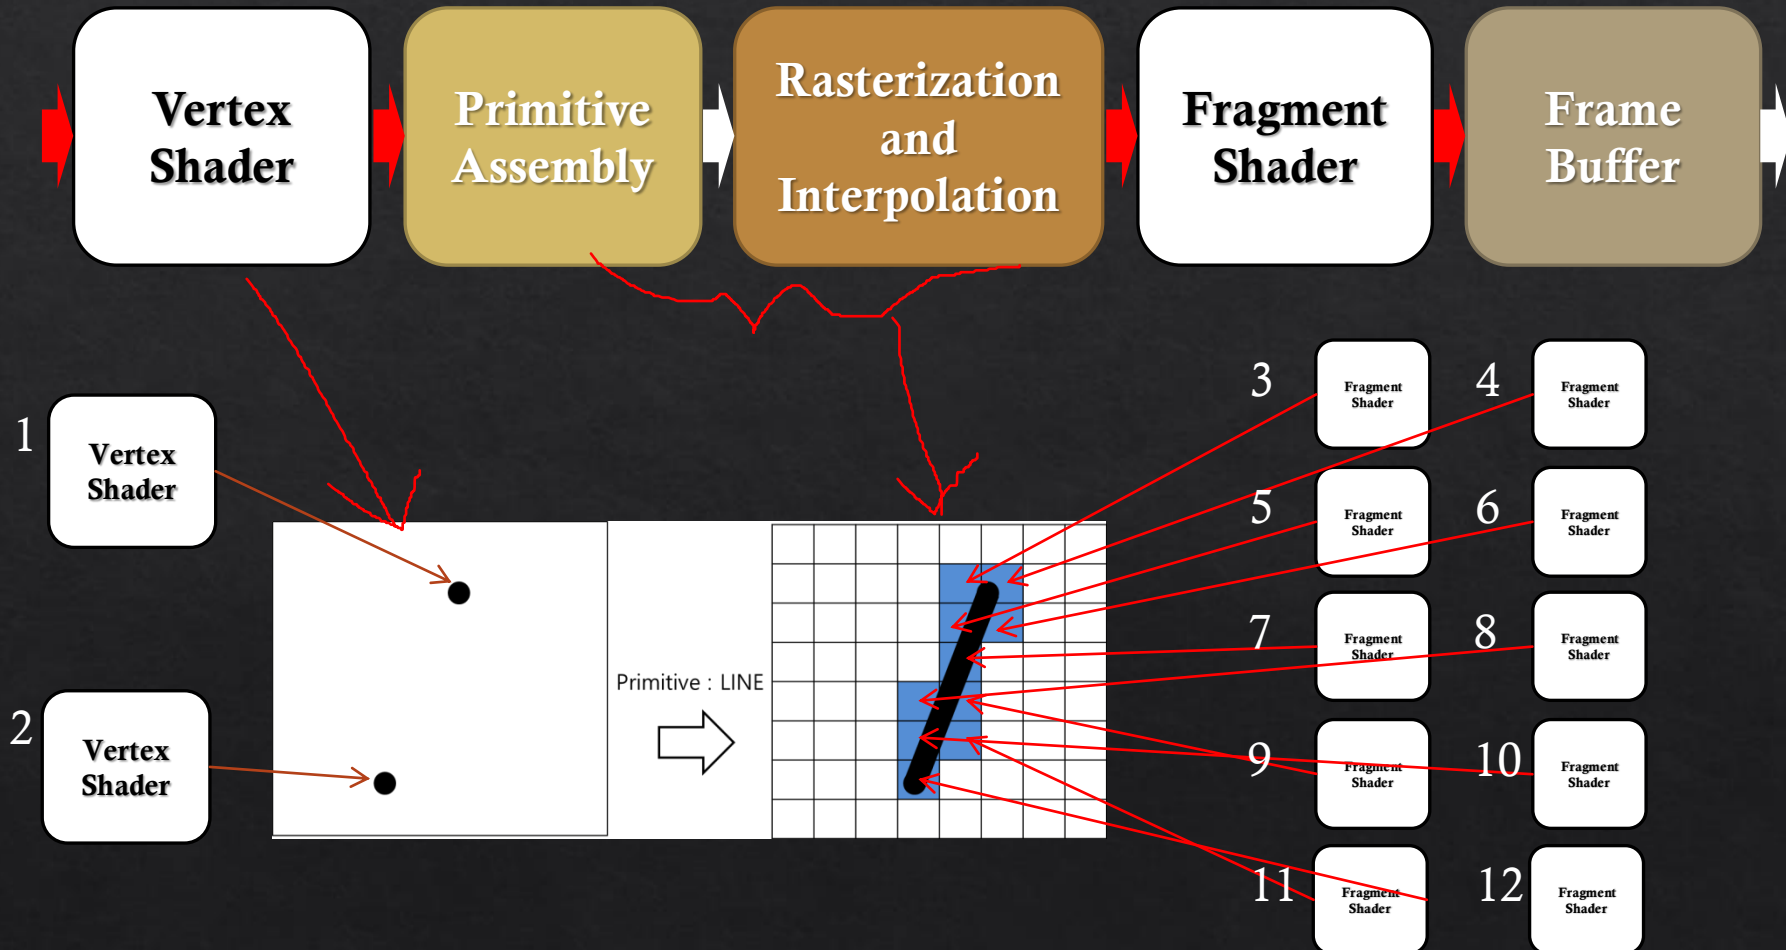 Vertex
Shader
Primitive
Assembly
Rasterization
and
Interpolation
Fragment
Shader
Frame
Buffer
1
Vertex
Shader
2
Vertex
Shader
Primitive : LINE
3
Fragment
Shader
4
Fragment
Shader
5
Fragment
Shader
6
Fragment
Shader
7
Fragment
Shader
8
Fragment
Shader
9
Fragment
Shader
10
Fragment
Shader
11
Fragment
Shader
12
Fragment
Shader